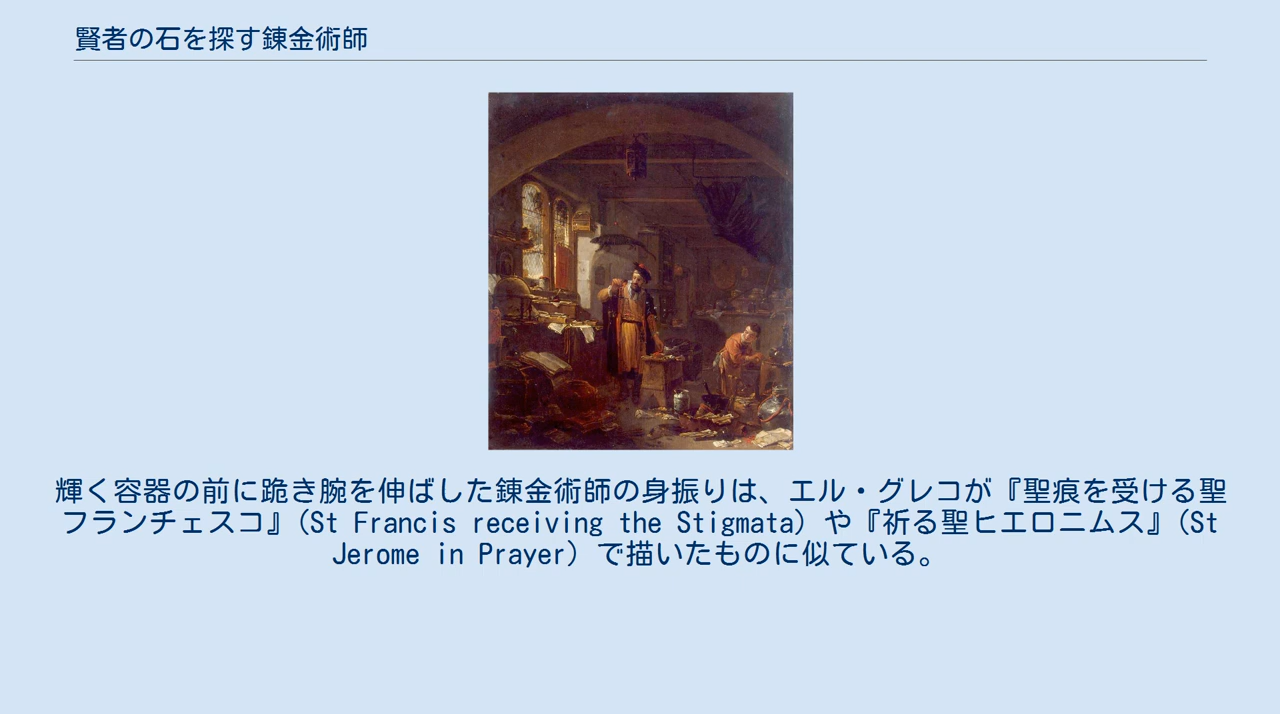 賢者の石を探す錬金術師
輝く容器の前に跪き腕を伸ばした錬金術師の身振りは、エル・グレコが『聖痕を受ける聖
フランチェスコ』（St Francis receiving the Stigmata）や『祈る聖ヒエロニムス』（St
Jerome in Prayer）で描いたものに似ている。